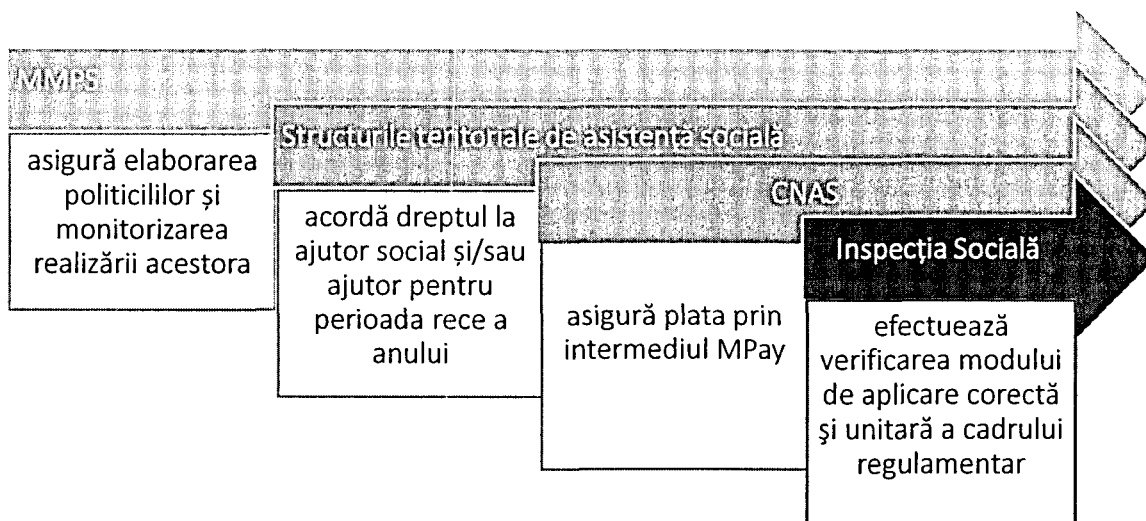 MMPS
asigură elaborarea
politicililor și
monitorizarea
realizării acestora
Structurile teritoriale de asistență socială
acordă dreptul la
ajutor social și/sau
ajutor pentru
perioada rece a
anului
CNAS
asigură plata prin
intermediul MPay
Inspecția Socială
efectuează
verificarea modului
de aplicare corectă
şi unitară a cadrului
regulamentar